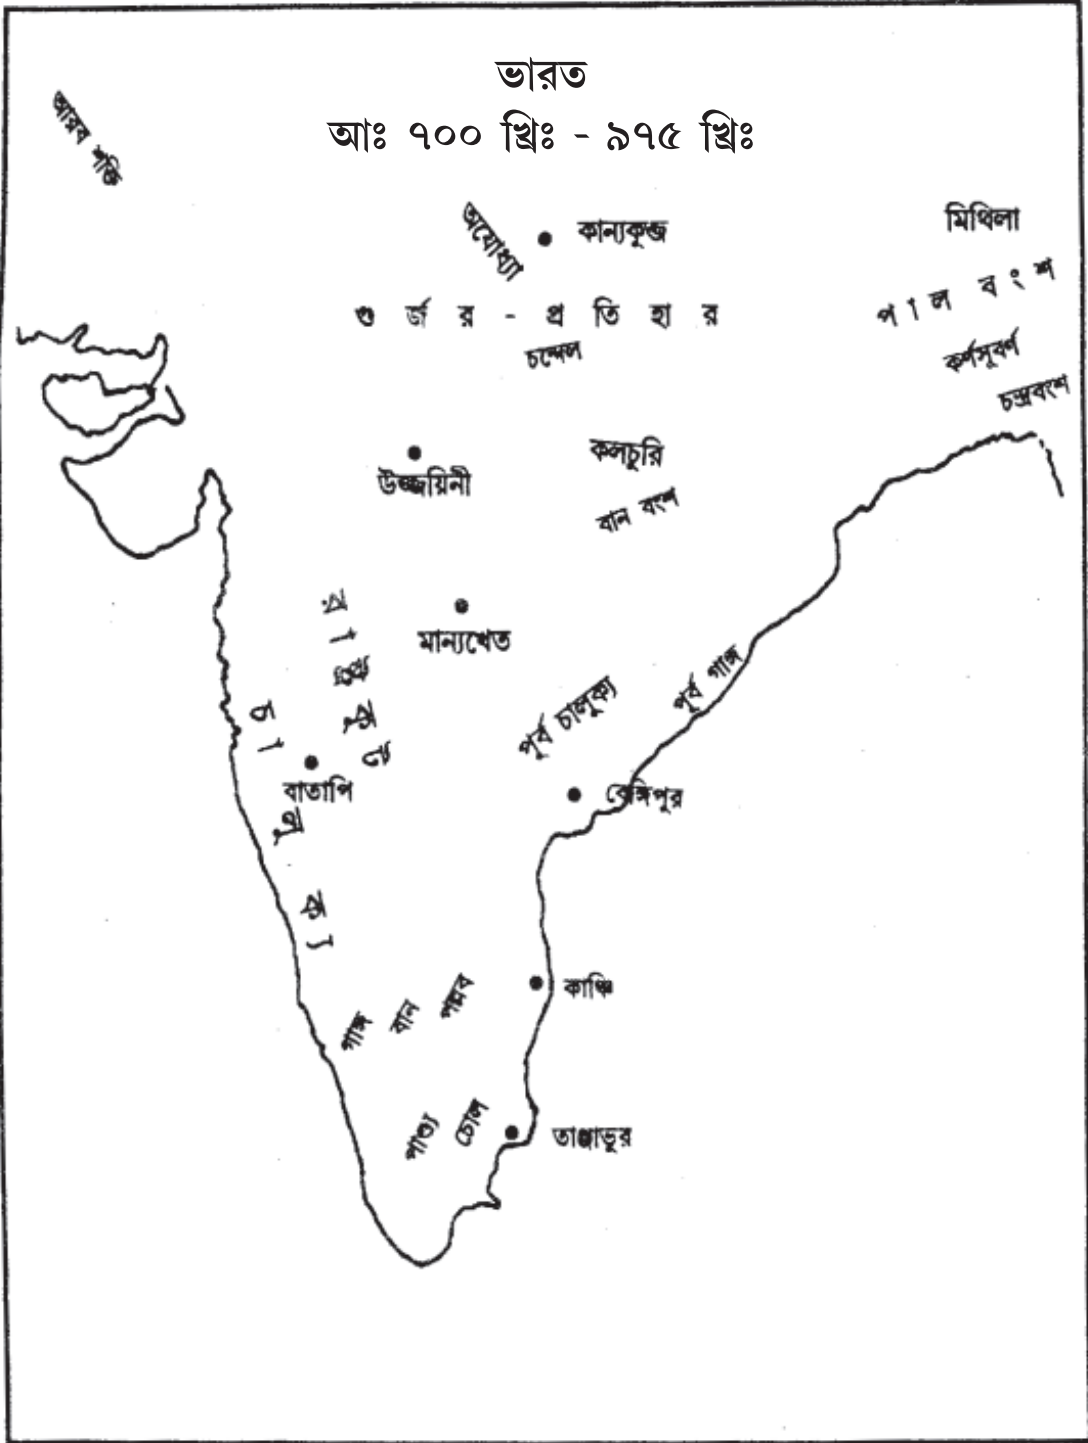 ভারত
আঃ ৭০০ খ্রিঃ - ৯৭৫ খ্রিঃ
আরব শক্তি
অযোধ্যা
কান্যকুব্জ
মিথিলা
পাল বংশ
গুর্জর - প্রতিহার
চন্দেল
কর্ণসুবর্ণ
চন্দ্রবংশ
উজ্জয়িনী
কলচুরি
বান বংশ
রাষ্ট্রকূট
মান্যখেত
পূর্ব চালুক্য
পূর্ব গাঙ্গ
চালুক্য
বাতাপি
বেঙ্গিপুর
গাঙ্গ
বান
পল্লব
কাঞ্চি
পাণ্ড্য
চোল
তাঞ্জাভুর